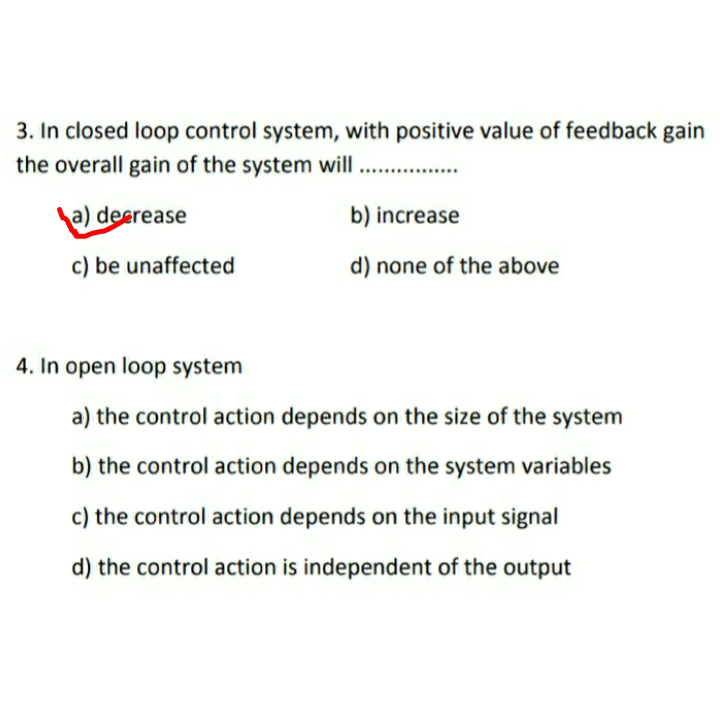 3. In closed loop control system, with positive value of feedback gain
the overall gain of the system will ................
a) decrease b) increase
c) be unaffected d) none of the above
4. In open loop system
a) the control action depends on the size of the system
b) the control action depends on the system variables
c) the control action depends on the input signal
d) the control action is independent of the output